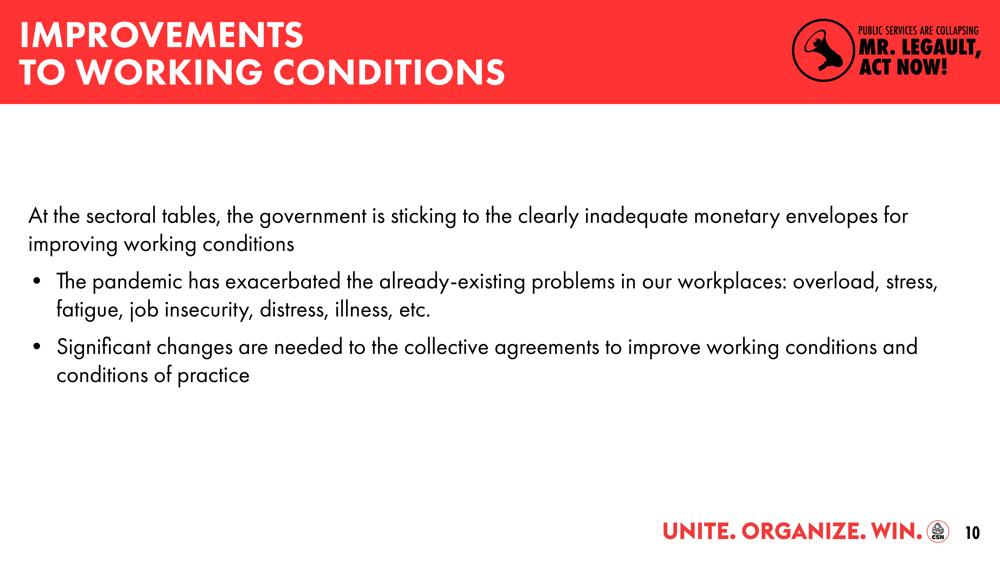 IMPROVEMENTS
TO WORKING CONDITIONS
PUBLIC SERVICES ARE COLLAPSING
MR. LEGAULT,
ACT NOW!
At the sectoral tables, the government is sticking to the clearly inadequate monetary envelopes for
improving working conditions
• The pandemic has exacerbated the already-existing problems in our workplaces: overload, stress,
fatigue, job insecurity, distress, illness, etc.
• Significant changes are needed to the collective agreements to improve working conditions and
conditions of practice
UNITE. ORGANIZE. WIN.
CSN
10